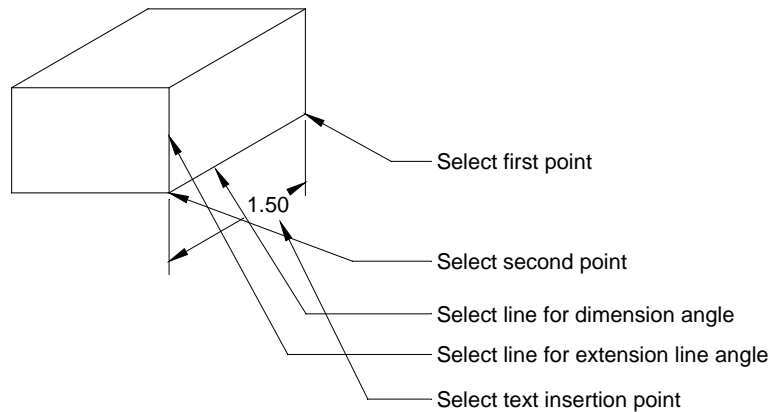 Select first point
1.50
Select second point
Select line for dimension angle
Select line for extension line angle
Select text insertion point